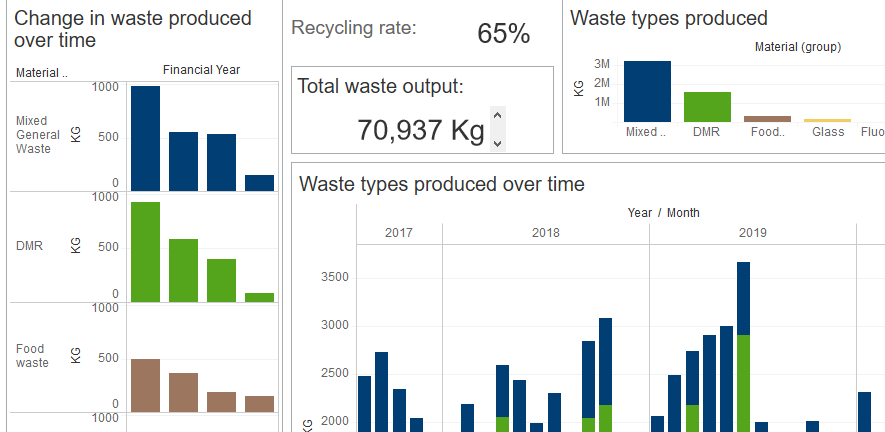 Change in waste produced
over time
Material ..
Financial Year
Mixed
General
Waste
KG
1000
500
0
DMR
KG
1000
500
0
Food
waste
KG
1000
500
0
1000
Recycling rate:
65%
Total waste output:
70,937 Kg
Waste types produced
Material (group)
KG
3M
2M
1M
Mixed ..
DMR
Food..
Glass
Fluo
Waste types produced over time
Year / Month
2017
2018
2019
3500
3000
2500
2000
KG